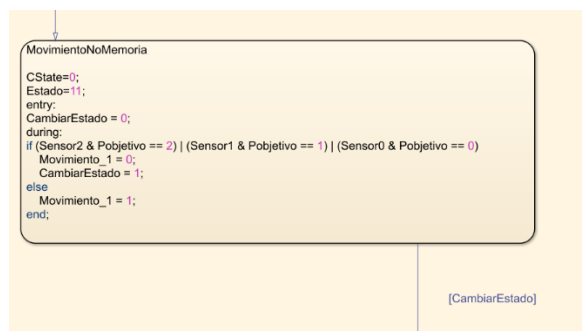 MovimientoNoMemoria
CState=0;
Estado=11;
entry:
CambiarEstado = 0;
during:
if (Sensor2 & Pobjetivo == 2) | (Sensor1 & Pobjetivo == 1) | (Sensor0 & Pobjetivo == 0)
Movimiento_1 = 0;
CambiarEstado = 1;
else
Movimiento_1 = 1;
end;
[CambiarEstado]